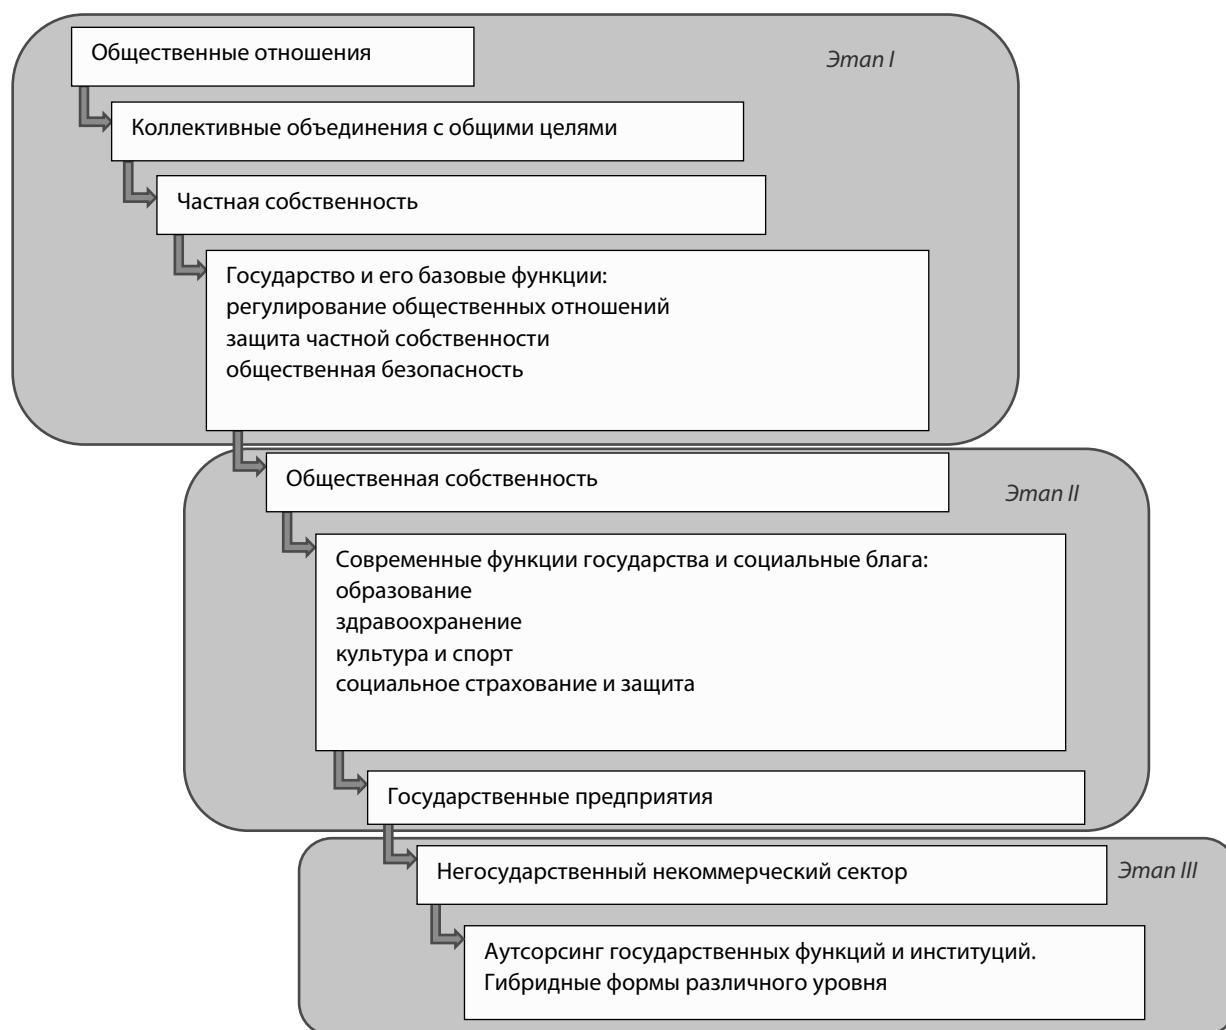 Общественные отношения
Этап I
Коллективные объединения с общими целями
Частная собственность
Государство и его базовые функции:
регулирование общественных отношений
защита частной собственности
общественная безопасность
Общественная собственность
Этап II
Современные функции государства и социальные блага:
образование
здравоохранение
культура и спорт
социальное страхование и защита
Государственные предприятия
Негосударственный некоммерческий сектор
Этап III
Аутсорсинг государственных функций и институций.
Гибридные формы различного уровня